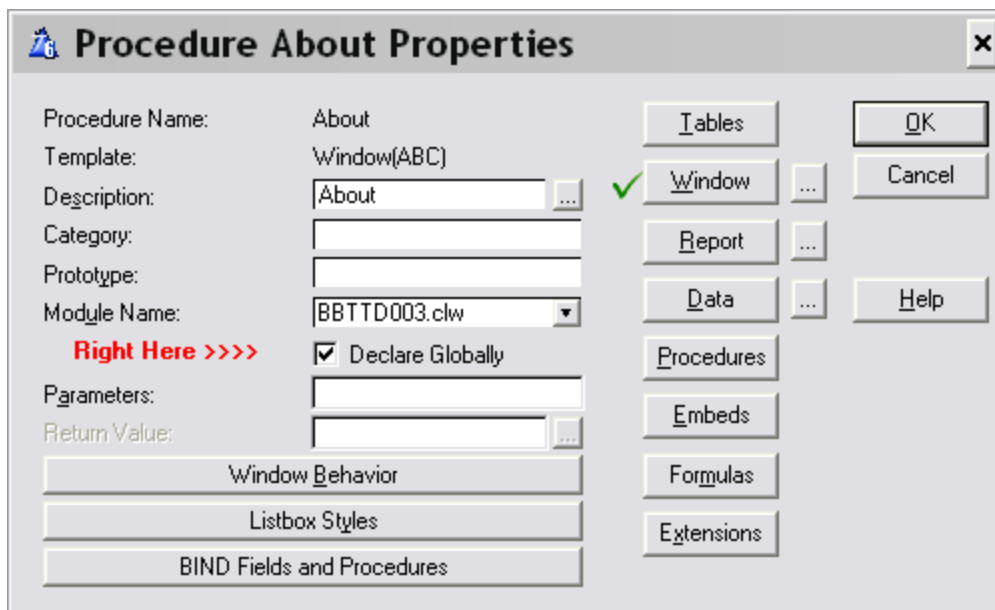 Procedure About Properties
Procedure Name: About
Template: Window(ABC)
Description: About ...
Category:
Prototype:
Module Name: BBTTD003.clw
Right Here >>>> Declare Globally
Parameters:
Return Value: ...
Window Behavior
Listbox Styles
BIND Fields and Procedures
Tables
Window ...
Report ...
Data ...
Procedures
Embeds
Formulas
Extensions
OK
Cancel
Help